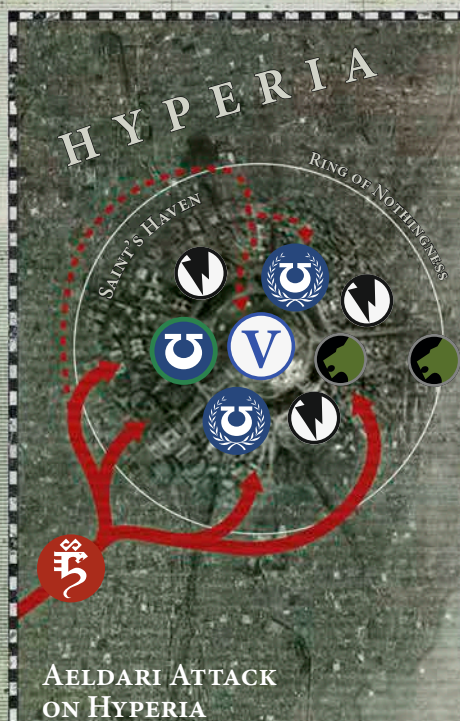 HYPERIA
RING OF NOTHINGNESS
SAINT'S HAVEN
V
AELDARI ATTACK
ON HYPERIA